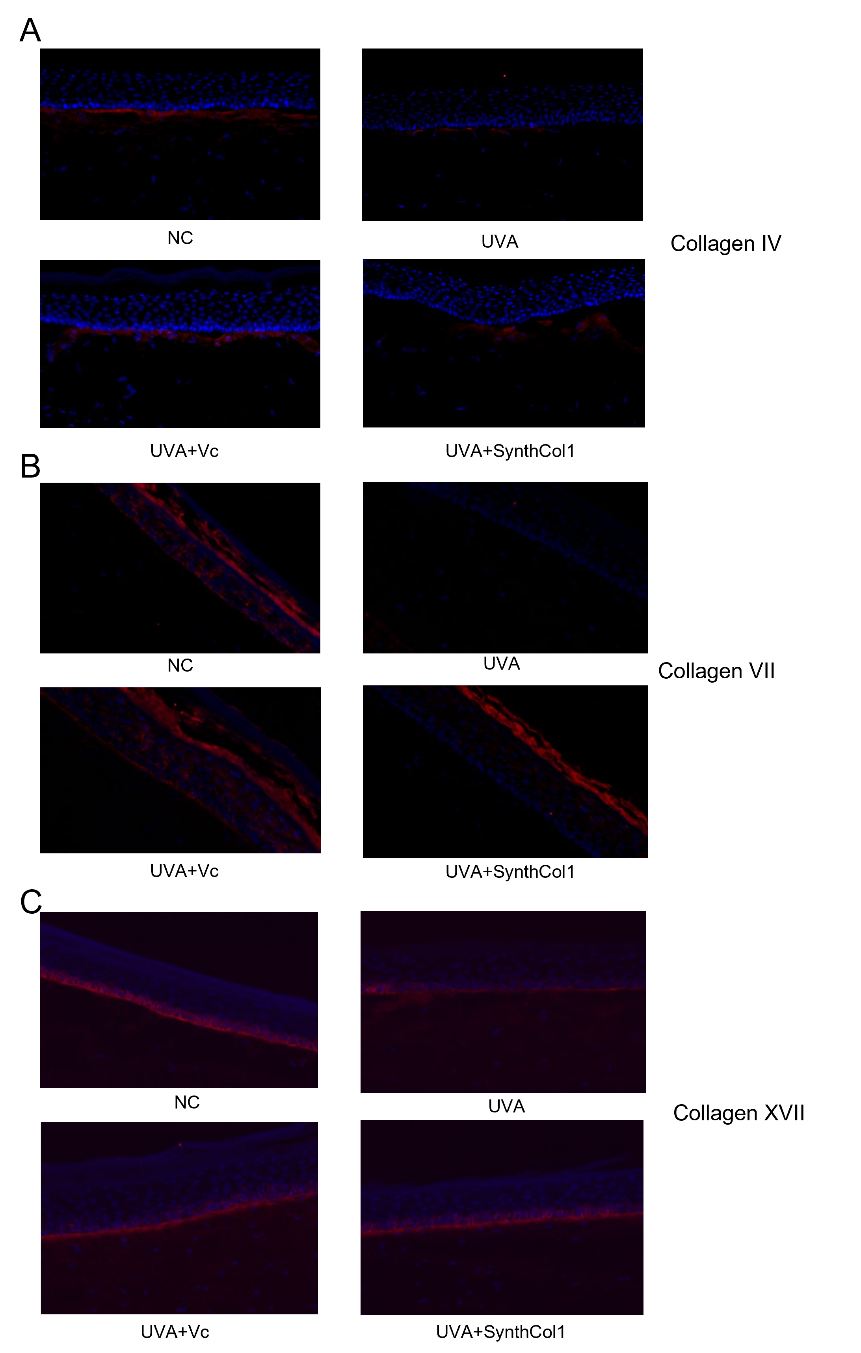 A
NC
UVA
Collagen IV
UVA+Vc
UVA+SynthCol1
B
NC
UVA
Collagen VII
UVA+Vc
UVA+SynthCol1
C
NC
UVA
Collagen XVII
UVA+Vc
UVA+SynthCol1